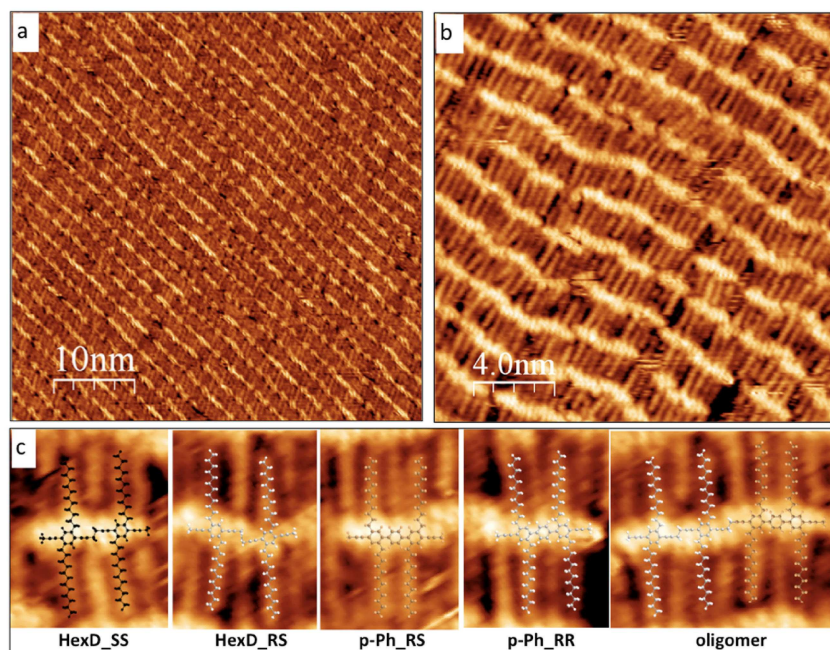 a
b
10nm
4.0nm
c
HexD_SS
HexD_RS
p-Ph_RS
p-Ph_RR
oligomer